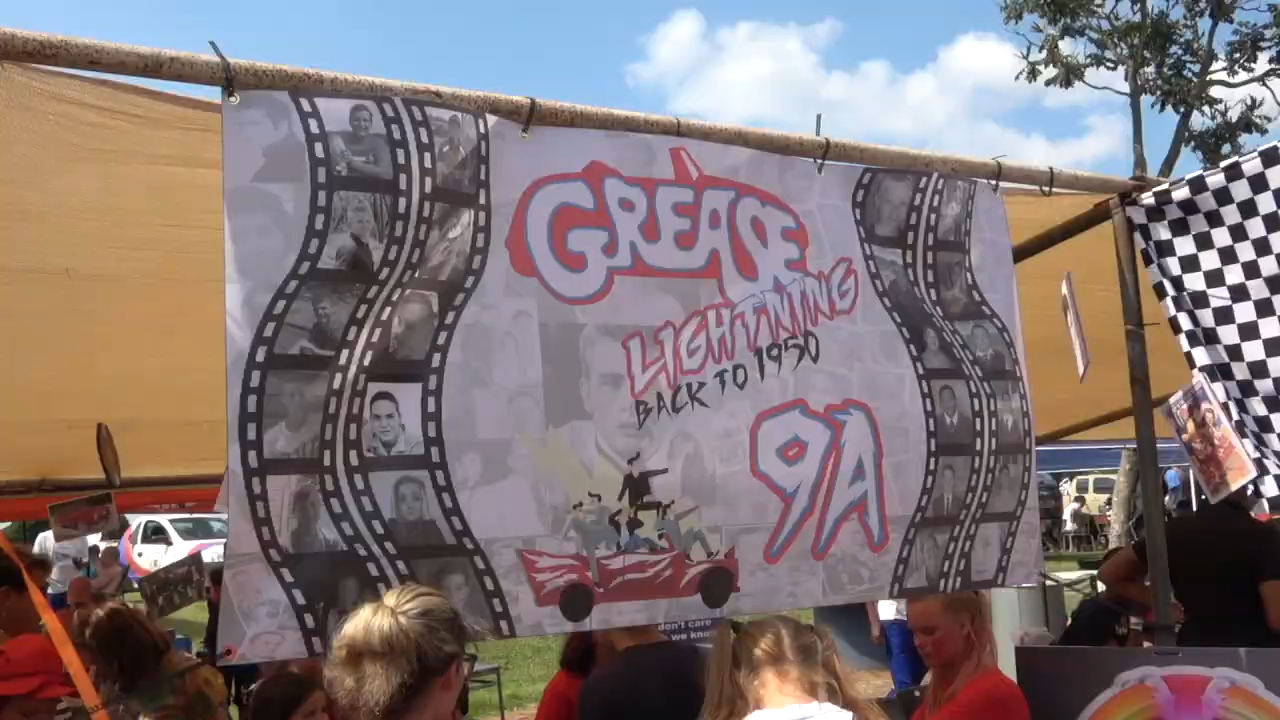 GREASE
LIGHTNING
BACK TO 1950
9A
don't care
we know